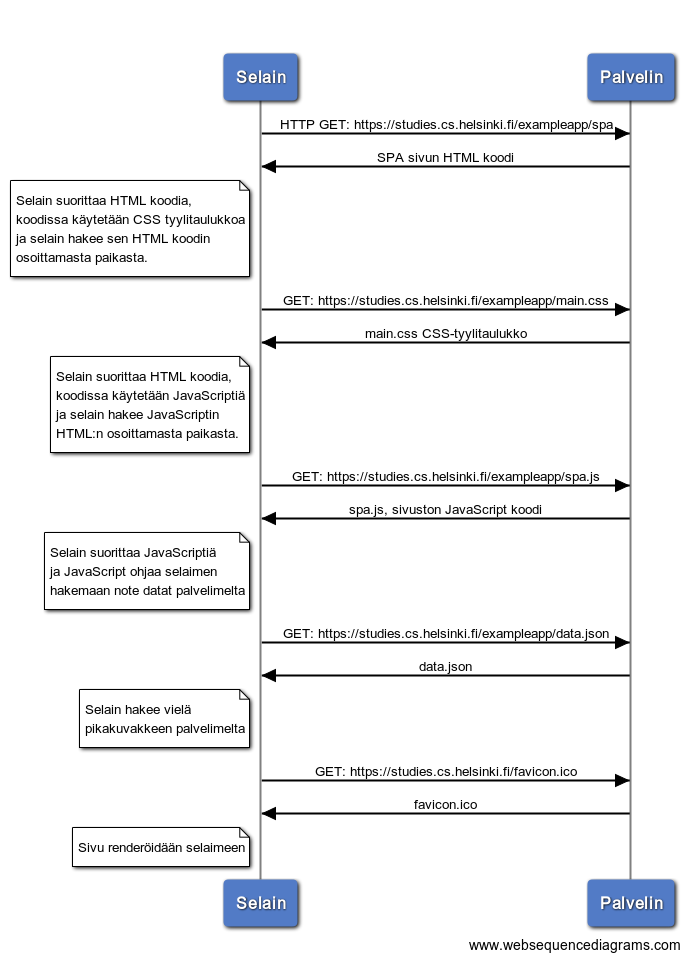 Selain
Palvelin
HTTP GET: https://studies.cs.helsinki.fi/exampleapp/spa
SPA sivun HTML koodi
Selain suorittaa HTML koodia,
koodissa käytetään CSS tyylitaulukkoa
ja selain hakee sen HTML koodin
osoittamasta paikasta.
GET: https://studies.cs.helsinki.fi/exampleapp/main.css
main.css CSS-tyylitaulukko
Selain suorittaa HTML koodia,
koodissa käytetään JavaScriptiä
ja selain hakee JavaScriptin
HTML:n osoittamasta paikasta.
GET: https://studies.cs.helsinki.fi/exampleapp/spa.js
spa.js, sivuston JavaScript koodi
Selain suorittaa JavaScriptiä
ja JavaScript ohjaa selaimen
hakemaan note datat palvelimelta
GET: https://studies.cs.helsinki.fi/exampleapp/data.json
data.json
Selain hakee vielä
pikakuvakkeen palvelimelta
GET: https://studies.cs.helsinki.fi/favicon.ico
favicon.ico
Sivu renderöidään selaimeen
Selain
Palvelin
www.websequencediagrams.com